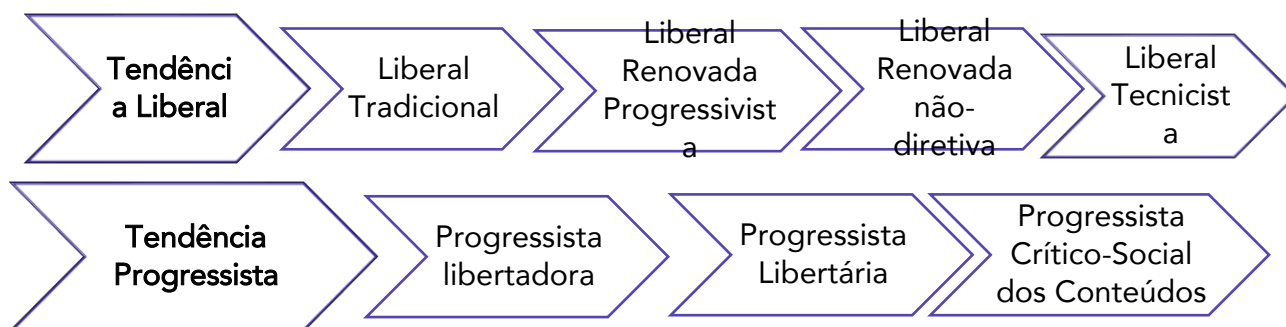 Tendênci
a Liberal
Liberal
Tradicional
Liberal
Renovada
Progressivist
a
Liberal
Renovada
não-
diretiva
Liberal
Tecnicist
a
Tendência
Progressista
Progressista
libertadora
Progressista
Libertária
Progressista
Crítico-Social
dos Conteúdos